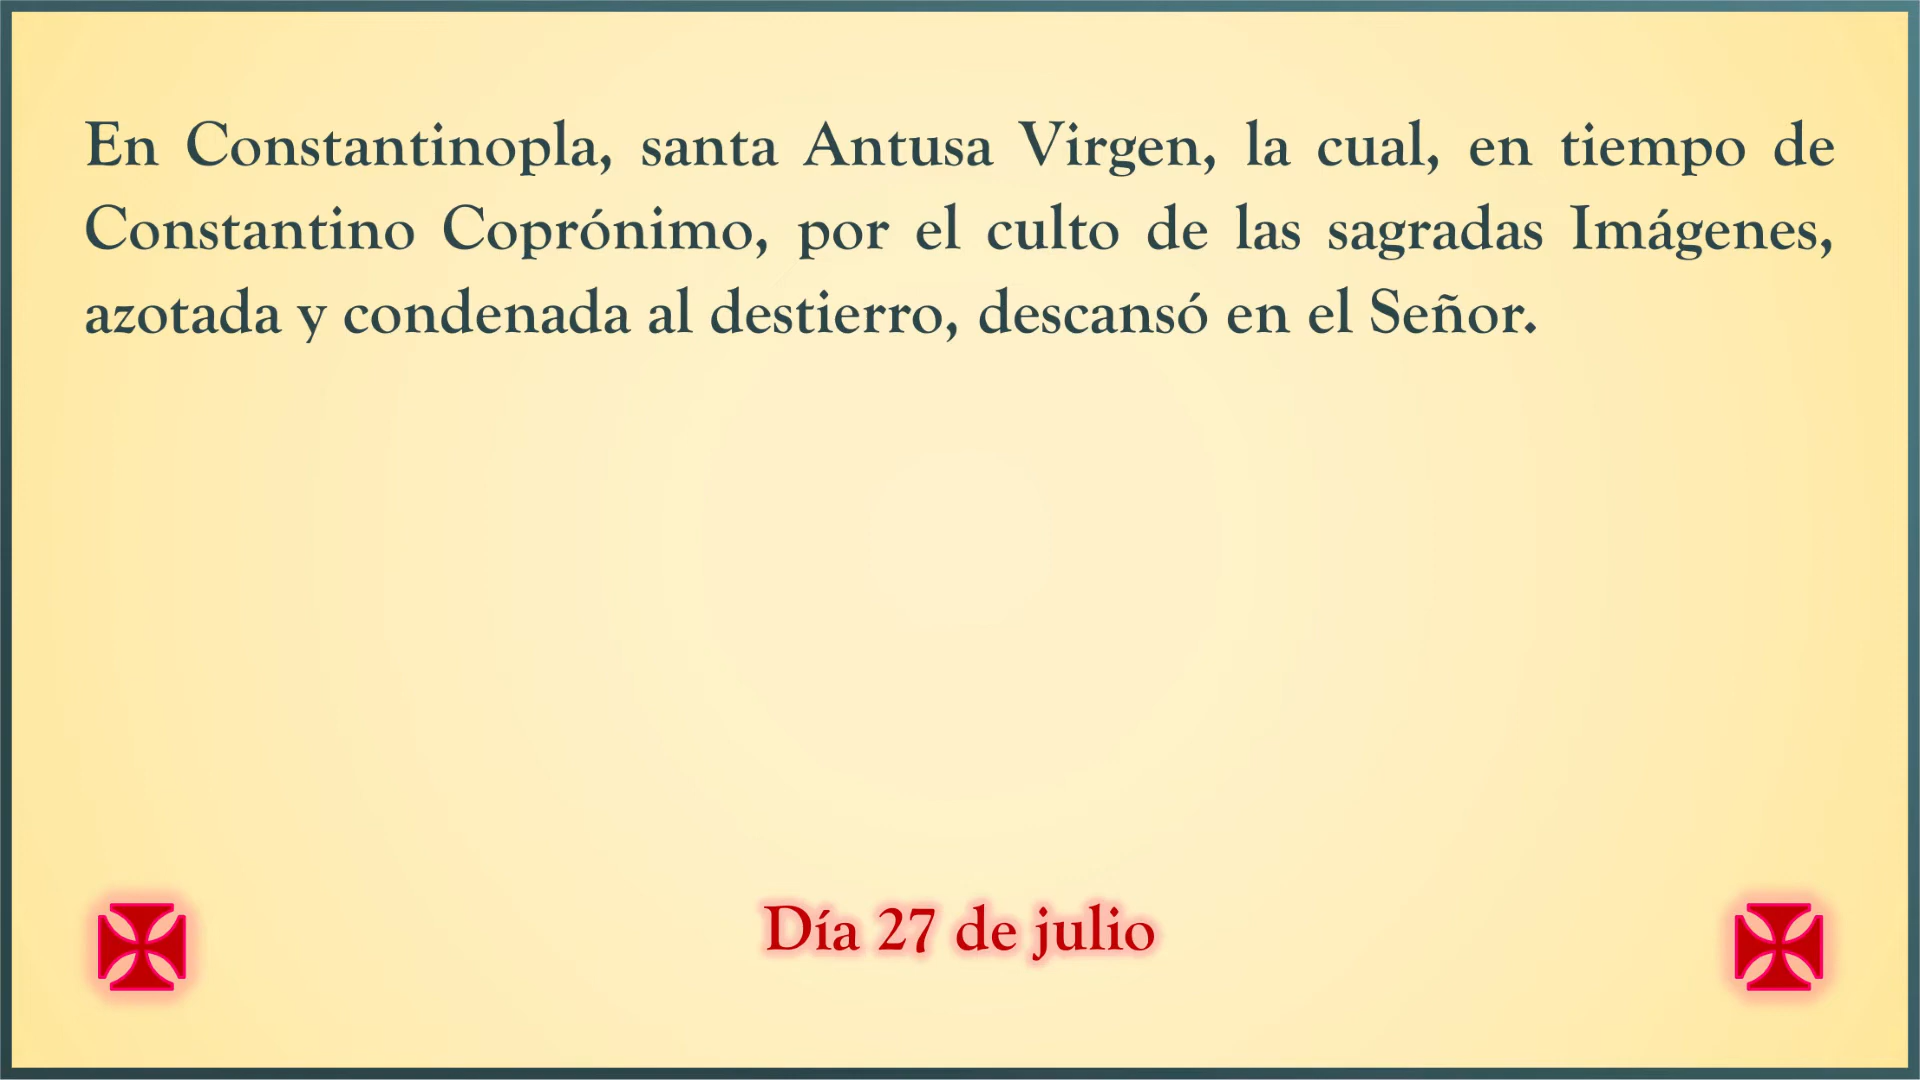 En Constantinopla, santa Antusa Virgen, la cual, en tiempo de
Constantino Coprónimo, por el culto de las sagradas Imágenes,
azotada y condenada al destierro, descansó en el Señor.
Día 27 de julio